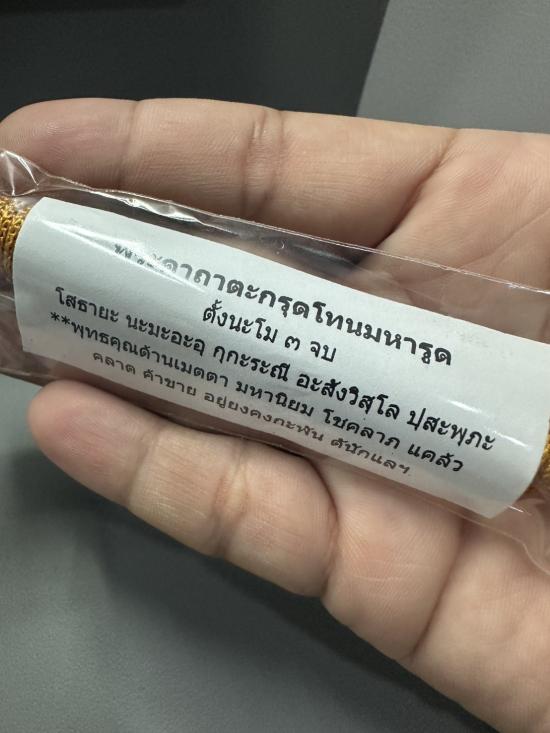 พระคาถาตะกรุดโทนมหารูด
ตั้งนะโม ๓ จบ
โสธายะ นะมะอะอุ กุกะระณี อะสังวิสุโล ปุสะพุภะ
**พุทธคุณด้านเมตตา มหานิยม โชคลาภ แคล้ว
คลาด ค้าขาย อยู่ยงคงกะพัน ดีนักแลฯ